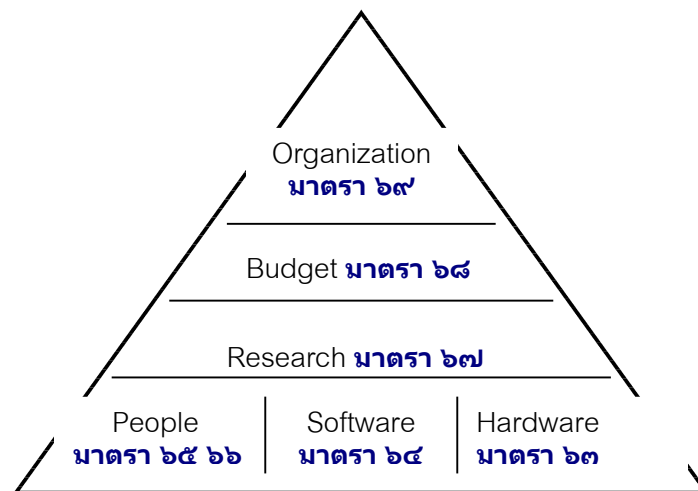 Organization
มาตรา ๖๙
Budget มาตรา ๖๘
Research มาตรา ๖๗
People
มาตรา ๖๕ ๖๖
Software
มาตรา ๖๔
Hardware
มาตรา ๖๓